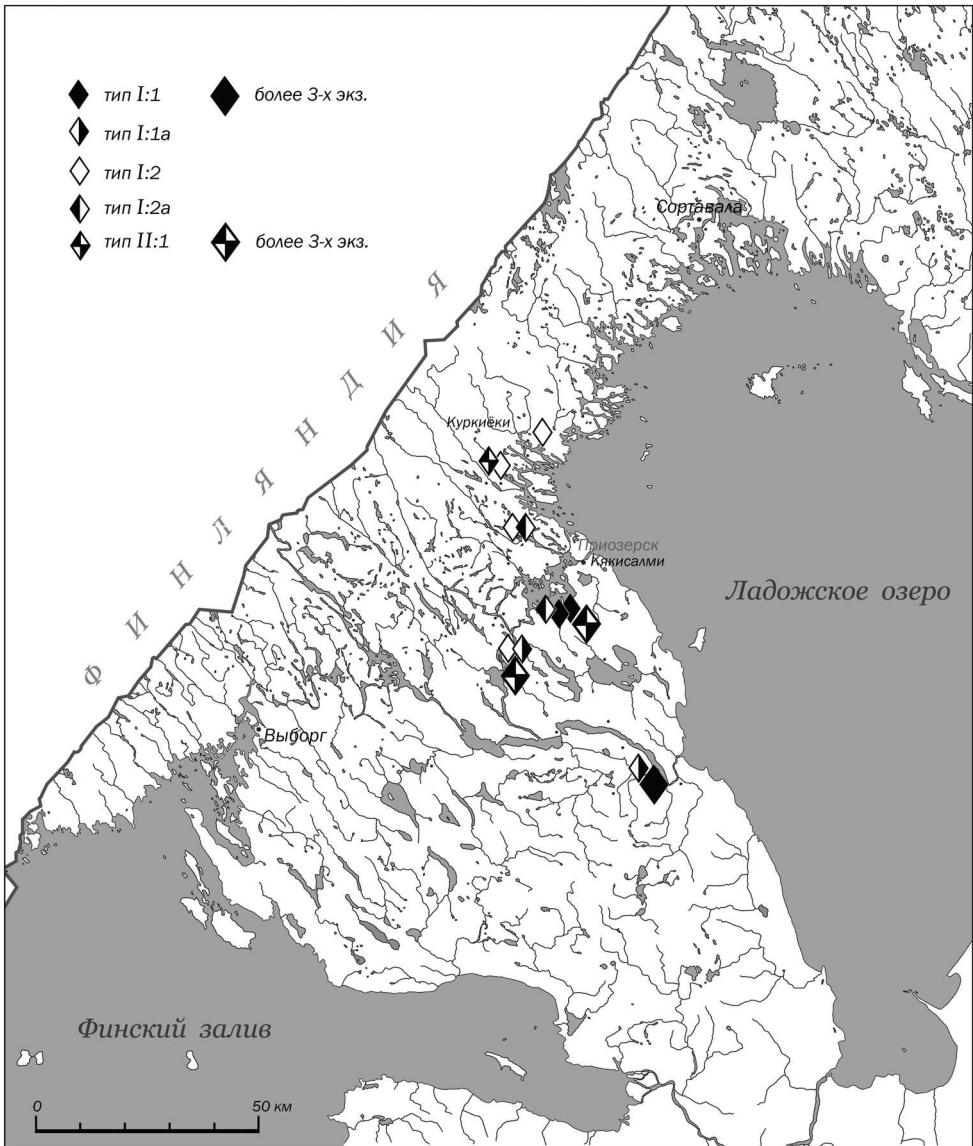 тип I:1
более 3-х экз.
тип I:1а
тип I:2
тип I:2а
тип II:1
более 3-х экз.
Сортавала
ФИНЛЯНДИЯ
Куркиёки
Приозерск
Кякисалми
Ладожское озеро
Выборг
Финский залив
0
50 км